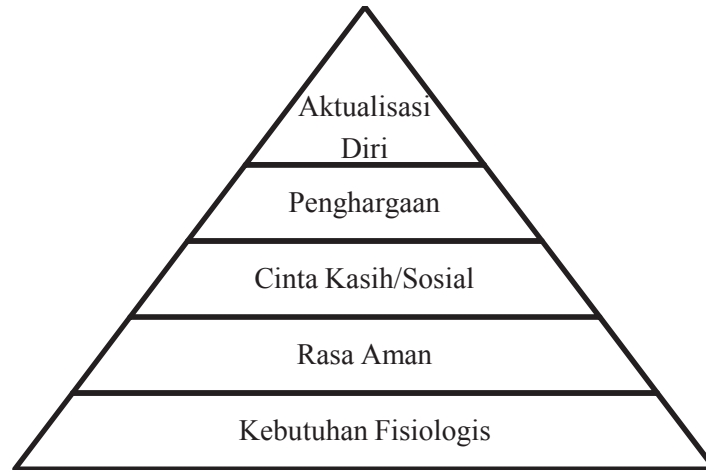 Aktualisasi
Diri
Penghargaan
Cinta Kasih/Sosial
Rasa Aman
Kebutuhan Fisiologis